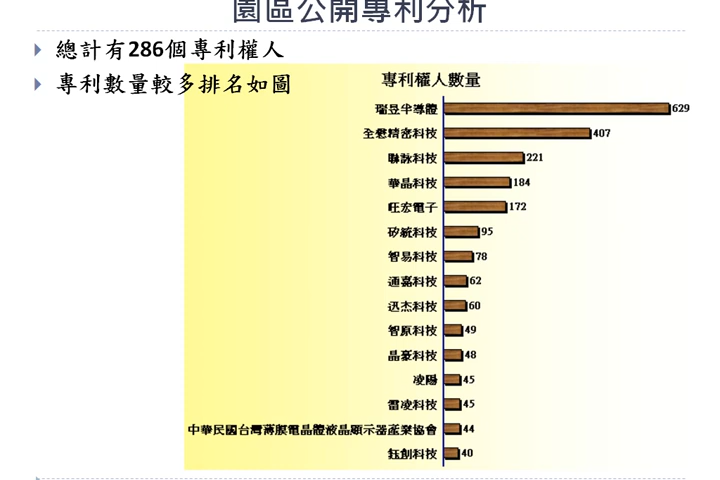 園區公開專利分析
總計有286個專利權人
專利數量較多排名如圖
專利權人數量
瑞昱半導體 629
全懋精密科技 407
聯詠科技 221
華晶科技 184
旺宏電子 172
矽統科技 95
智易科技 78
通嘉科技 62
迅杰科技 60
智原科技 49
晶豪科技 48
凌陽 45
雷凌科技 45
中華民國台灣薄膜電晶體液晶顯示器產業協會 44
鈺創科技 40